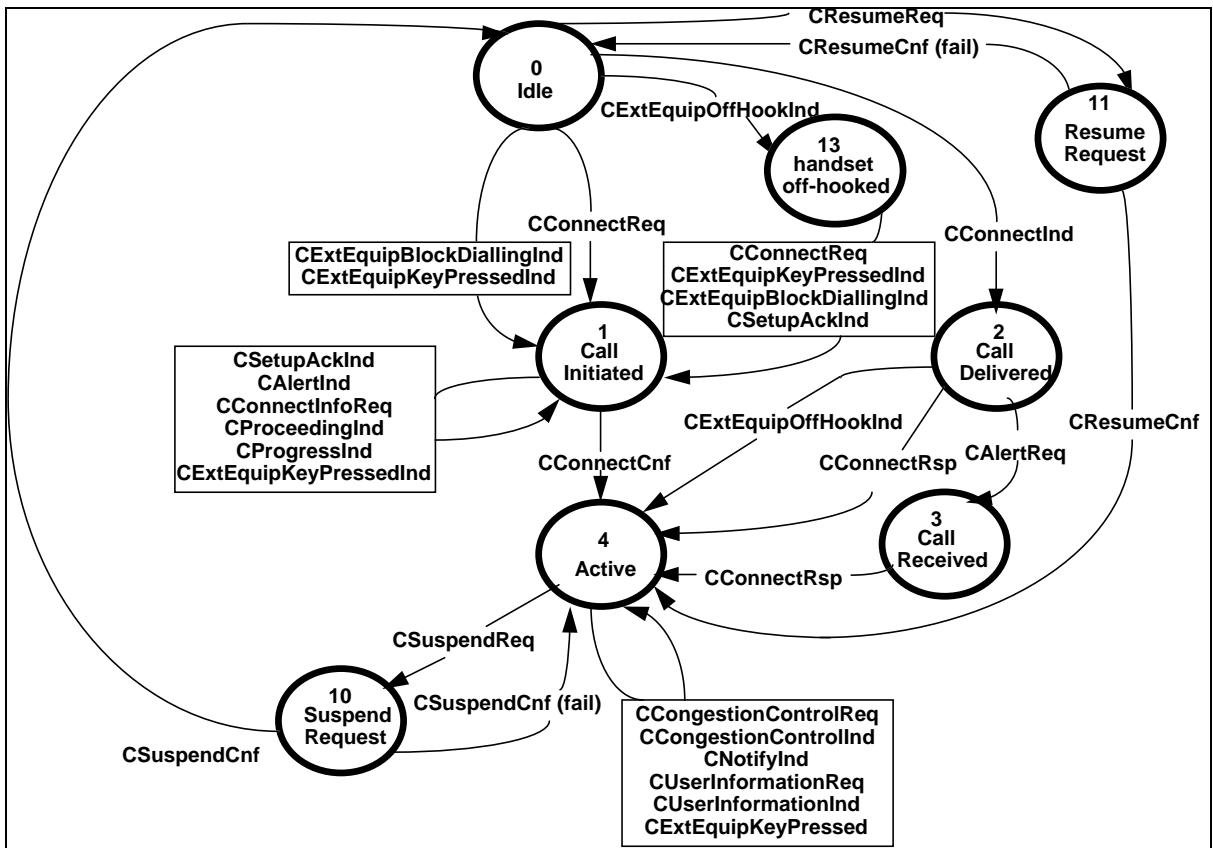 CResumeReq
CResumeCnf (fail)
0
Idle
11
Resume
Request
CExtEquipOffHookInd
13
handset
off-hooked
CConnectReq
CConnectInd
CExtEquipBlockDiallingInd
CExtEquipKeyPressedInd
CConnectReq
CExtEquipKeyPressedInd
CExtEquipBlockDiallingInd
CSetupAckInd
1
Call
Initiated
2
Call
Delivered
CSetupAckInd
CAlertInd
CConnectInfoReq
CProceedingInd
CProgressInd
CExtEquipKeyPressedInd
CExtEquipOffHookInd
CResumeCnf
CConnectCnf
CConnectRsp
CAlertReq
4
Active
3
Call
Received
CConnectRsp
CSuspendReq
10
Suspend
Request
CSuspendCnf (fail)
CSuspendCnf
CCongestionControlReq
CCongestionControlInd
CNotifyInd
CUserInformationReq
CUserInformationInd
CExtEquipKeyPressed